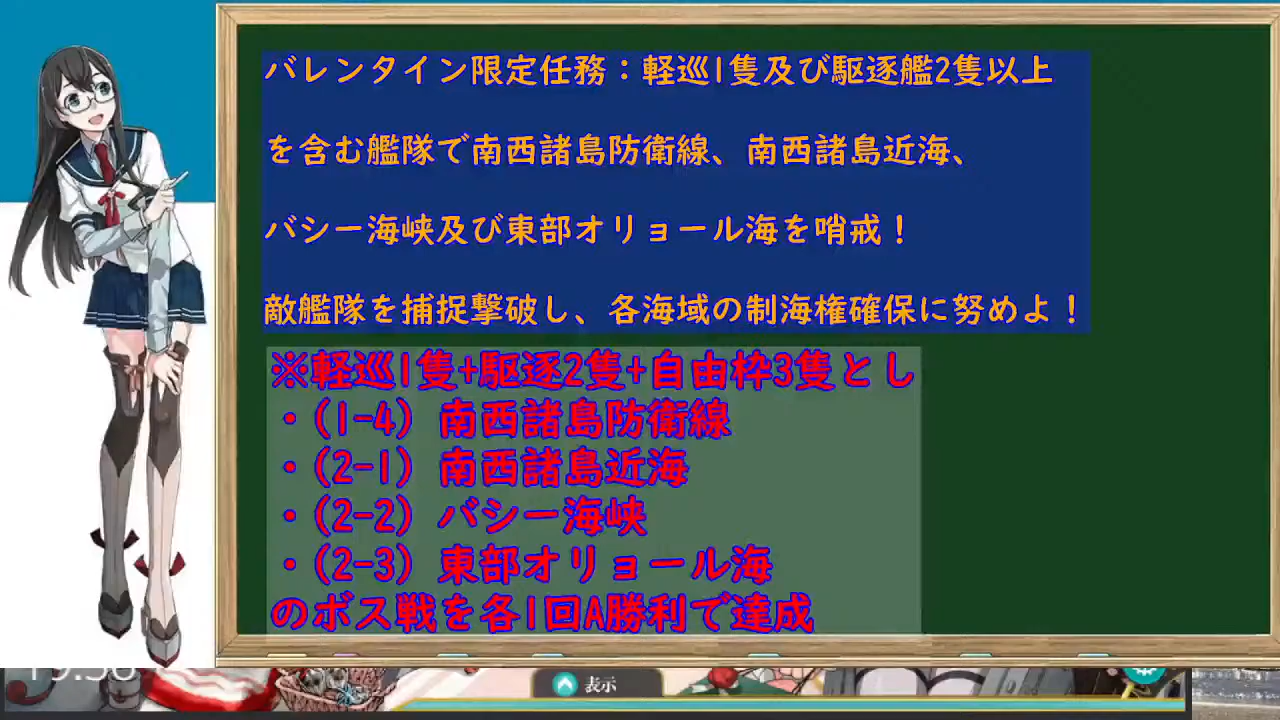 バレンタイン限定任務：軽巡1隻及び駆逐艦2隻以上
を含む艦隊で南西諸島防衛線、南西諸島近海、
バシー海峡及び東部オリョール海を哨戒！
敵艦隊を捕捉撃破し、各海域の制海権確保に努めよ！
※軽巡1隻+駆逐2隻+自由枠3隻とし
・(1-4) 南西諸島防衛線
・(2-1) 南西諸島近海
・(2-2) バシー海峡
・(2-3) 東部オリョール海
のボス戦を各1回A勝利で達成
表示